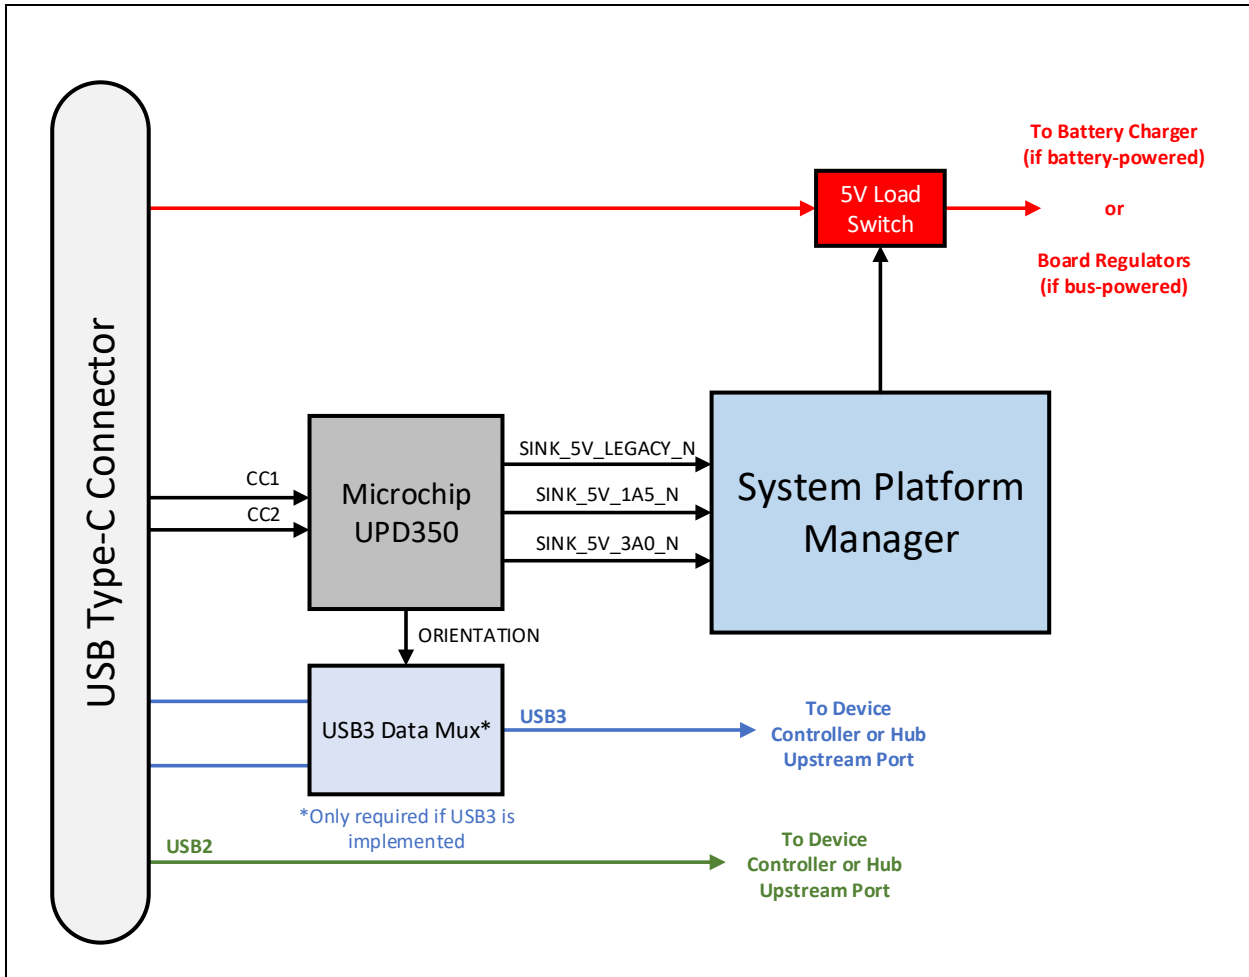 USB Type-C Connector
To Battery Charger
(if battery-powered)
or
Board Regulators
(if bus-powered)
5V Load
Switch
CC1
CC2
Microchip
UPD350
SINK_5V_LEGACY_N
SINK_5V_1A5_N
SINK_5V_3A0_N
System Platform
Manager
ORIENTATION
USB3 Data Mux*
USB3
To Device
Controller or Hub
Upstream Port
*Only required if USB3 is
implemented
USB2
To Device
Controller or Hub
Upstream Port